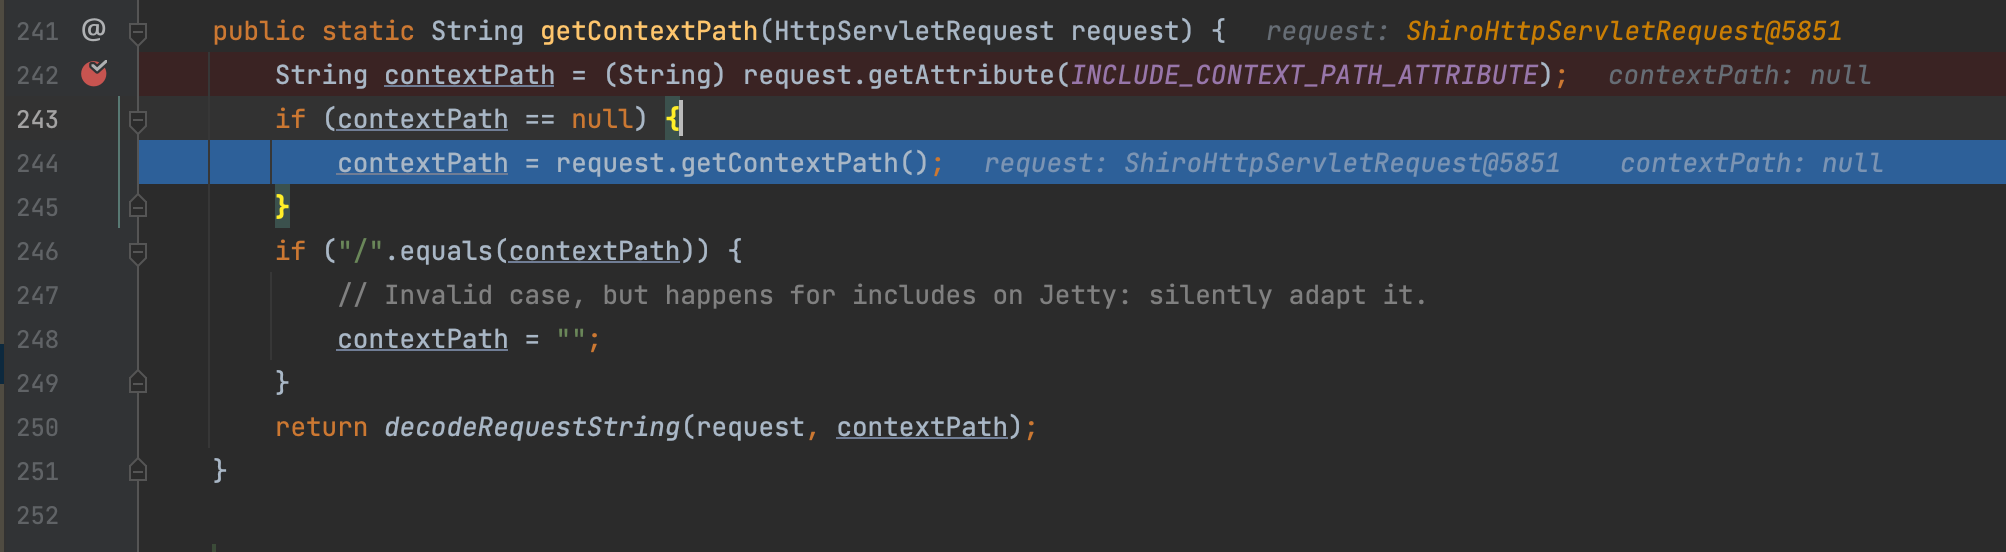 241 @ public static String getContextPath(HttpServletRequest request) { request: ShiroHttpServletRequest@5851
242 String contextPath = (String) request.getAttribute(INCLUDE_CONTEXT_PATH_ATTRIBUTE); contextPath: null
243 if (contextPath == null) {
244 contextPath = request.getContextPath(); request: ShiroHttpServletRequest@5851 contextPath: null
245 }
246 if ("/".equals(contextPath)) {
247 // Invalid case, but happens for includes on Jetty: silently adapt it.
248 contextPath = "";
249 }
250 return decodeRequestString(request, contextPath);
251 }
252